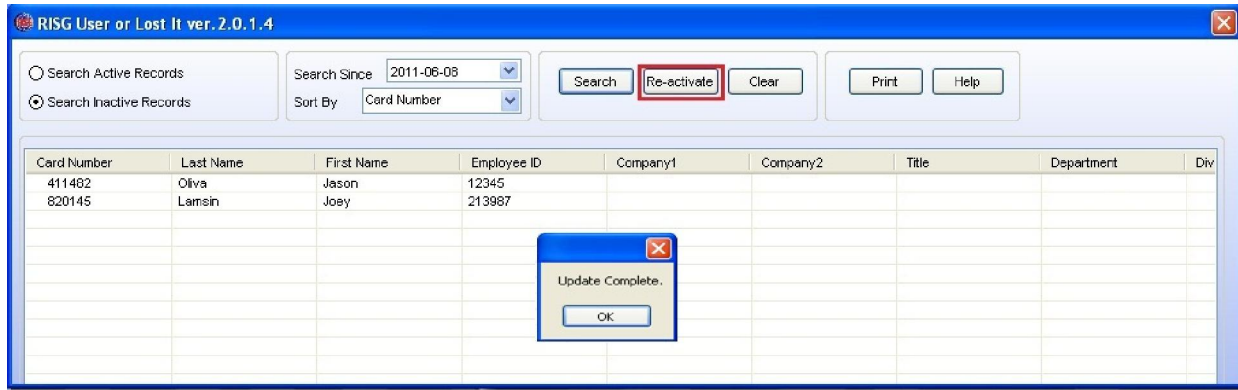 RISG User or Lost It ver.2.0.1.4
Search Active Records
Search Inactive Records
Search Since 2011-06-08
Sort By Card Number
Search Re-activate Clear Print Help
Card Number Last Name First Name Employee ID Company1 Company2 Title Department Div
411482 Oliva Jason 12345
820145 Lamsin Joey 213987
Update Complete.
OK